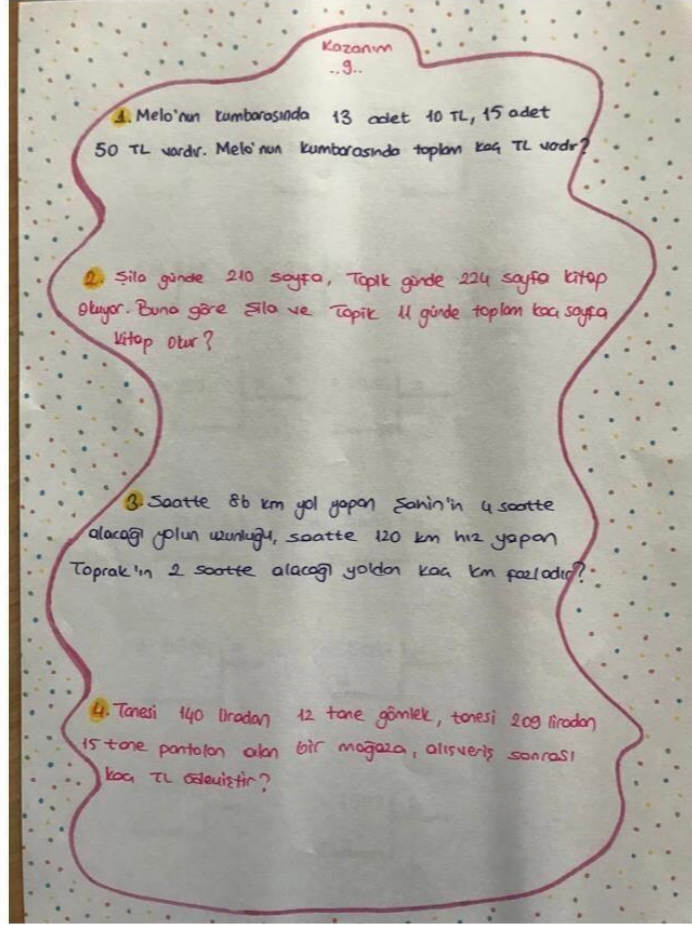 Kazanım
..9..
1. Melo'nun kumbarasında 13 adet 10 TL, 15 adet
50 TL vardır. Melo'nun kumbarasında toplam kaç TL vadır?
2. Şila günde 210 sayfa, Topik günde 224 sayfa kitap
okuyor. Buna göre Şila ve Topik 11 günde toplam kaç sayfa
kitap okur?
3. Saatte 86 km yol yapan Şahin'in 4 saatte
alacağı yolun uzunluğu, saatte 120 km hız yapan
Toprak'ın 2 saatte alacağı yoldan kaç km fazladır?
4. Tanesi 140 liradan 12 tane gömlek, tanesi 209 liradan
15 tane pantolon alan bir mağaza, alışveriş sonrası
kaç TL ödemiştir?